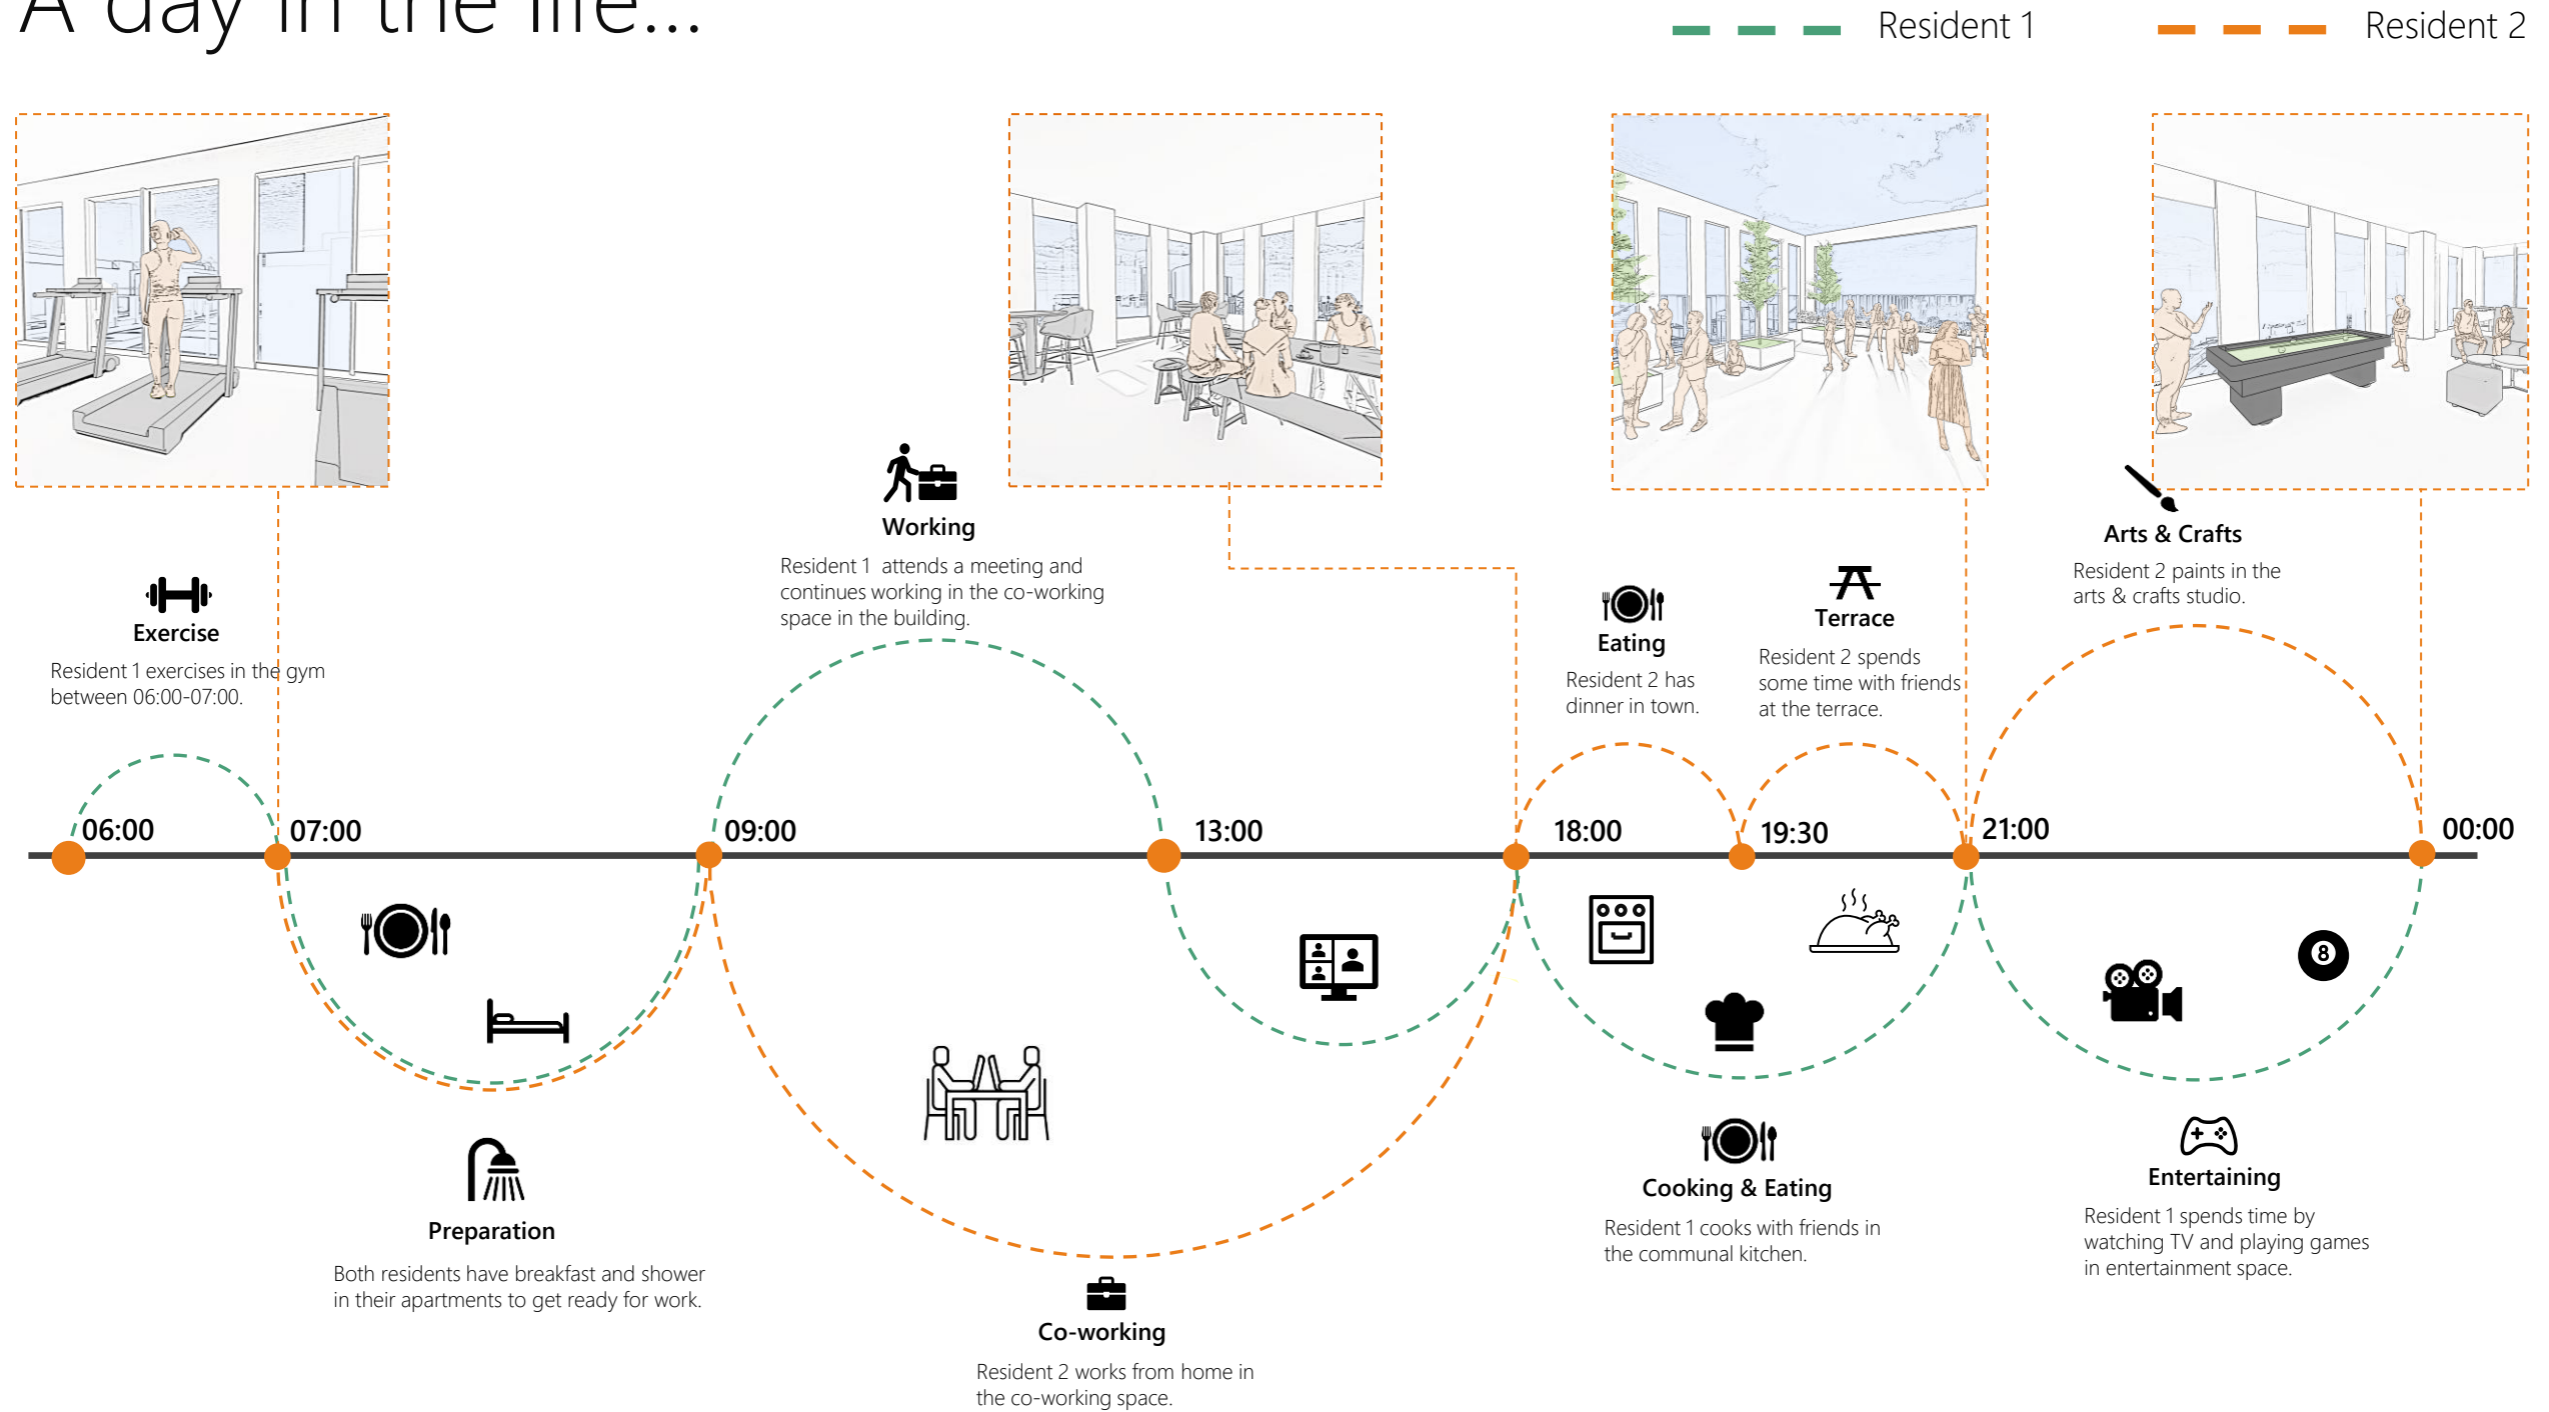 A day in the life...
Resident 1
Resident 2
Working
Resident 1 attends a meeting and
continues working in the co-working
space in the building.
Arts & Crafts
Resident 2 paints in the
arts & crafts studio.
Exercise
Resident 1 exercises in the gym
between 06:00-07:00.
Eating
Resident 2 has
dinner in town.
Terrace
Resident 2 spends
some time with friends
at the terrace.
06:00
07:00
09:00
13:00
18:00
19:30
21:00
00:00
8
Preparation
Both residents have breakfast and shower
in their apartments to get ready for work.
Co-working
Resident 2 works from home in
the co-working space.
Cooking & Eating
Resident 1 cooks with friends in
the communal kitchen.
Entertaining
Resident 1 spends time by
watching TV and playing games
in entertainment space.